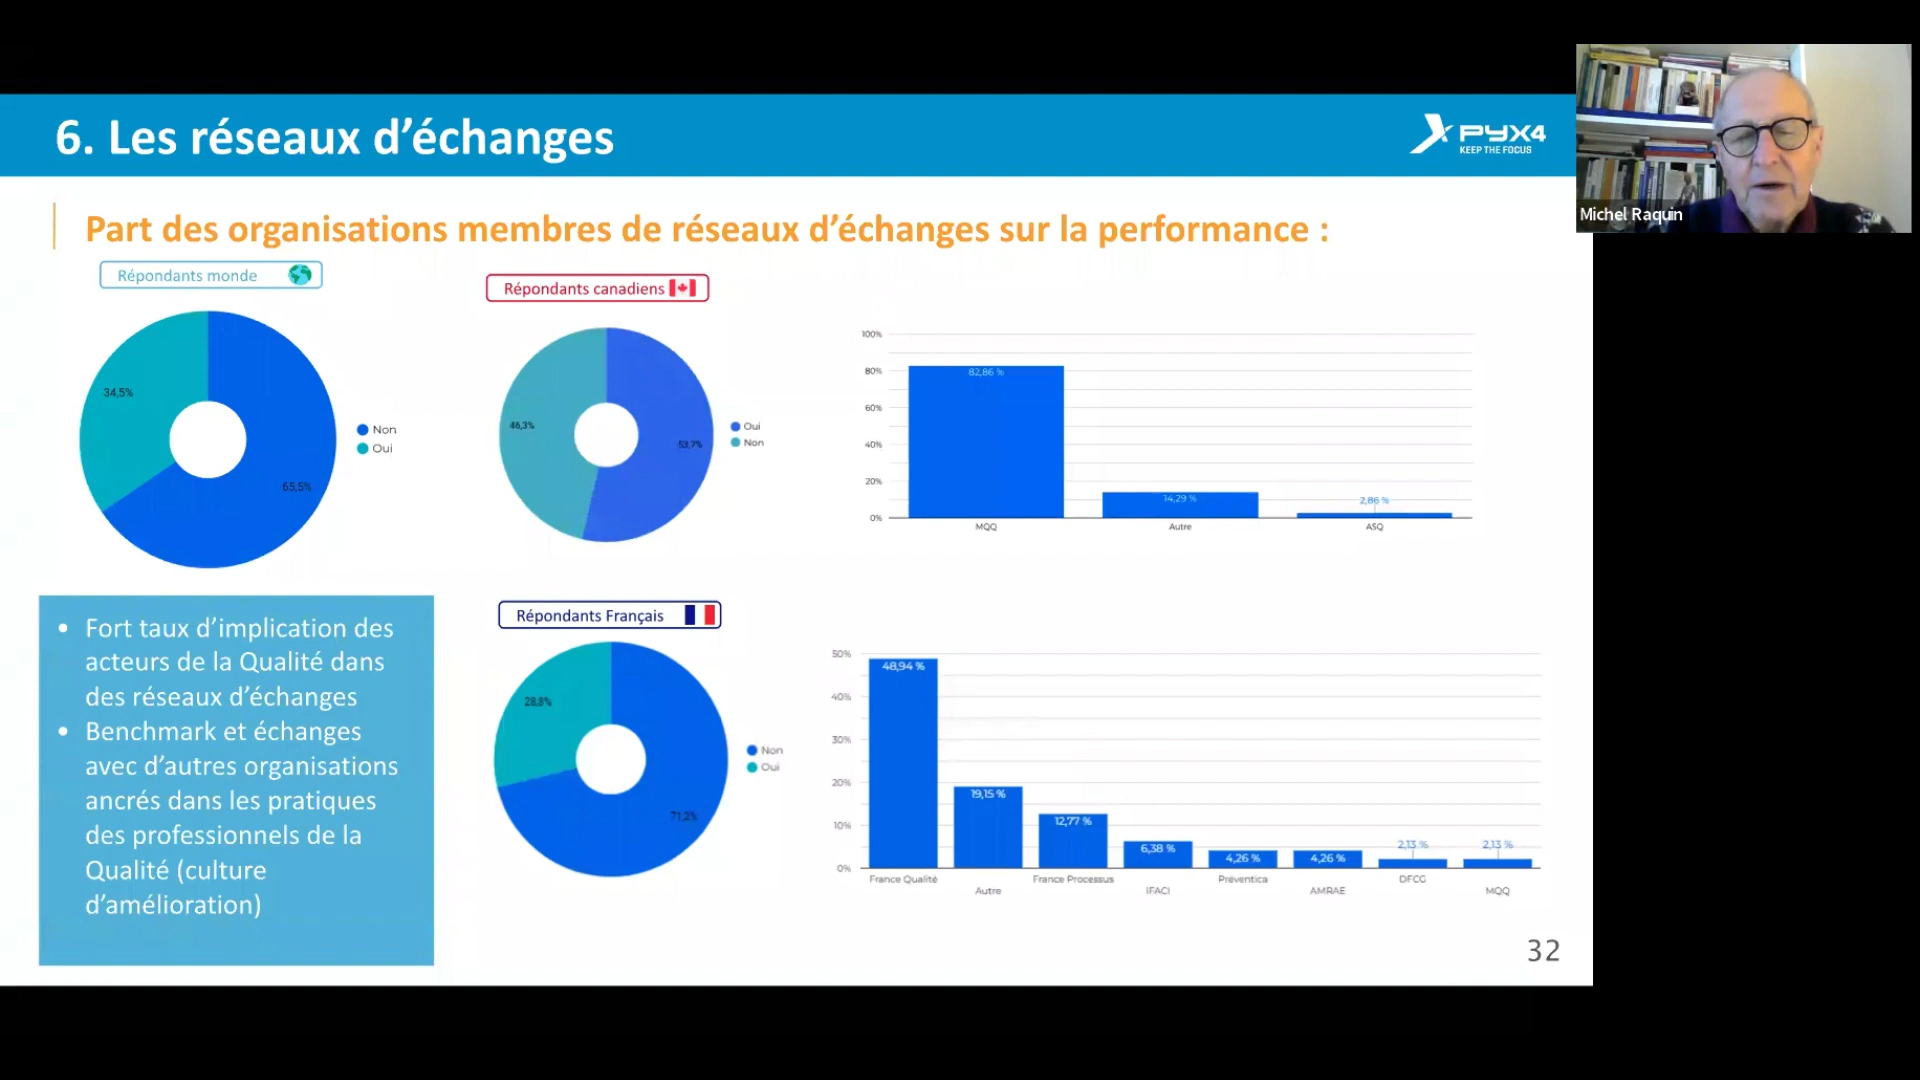 6. Les réseaux d’échanges
PYX4
KEEP THE FOCUS
Michel Raquin
Part des organisations membres de réseaux d’échanges sur la performance :
Répondants monde
34,5%
65,5%
Non
Oui
Répondants canadiens
46,3%
53,7%
Oui
Non
100%
80%
60%
40%
20%
0%
82,86 %
14,29 %
2,86 %
MQQ
Autre
ASQ
Fort taux d’implication des
acteurs de la Qualité dans
des réseaux d’échanges
Benchmark et échanges
avec d’autres organisations
ancrés dans les pratiques
des professionnels de la
Qualité (culture
d’amélioration)
Répondants Français
28,8%
71,2%
Non
Oui
50%
40%
30%
20%
10%
0%
48,94 %
19,15 %
12,77 %
6,38 %
4,26 %
4,26 %
2,13 %
2,13 %
France Qualité
Autre
France Processus
IFACI
Préventica
AMRAE
DFCG
MQQ
32